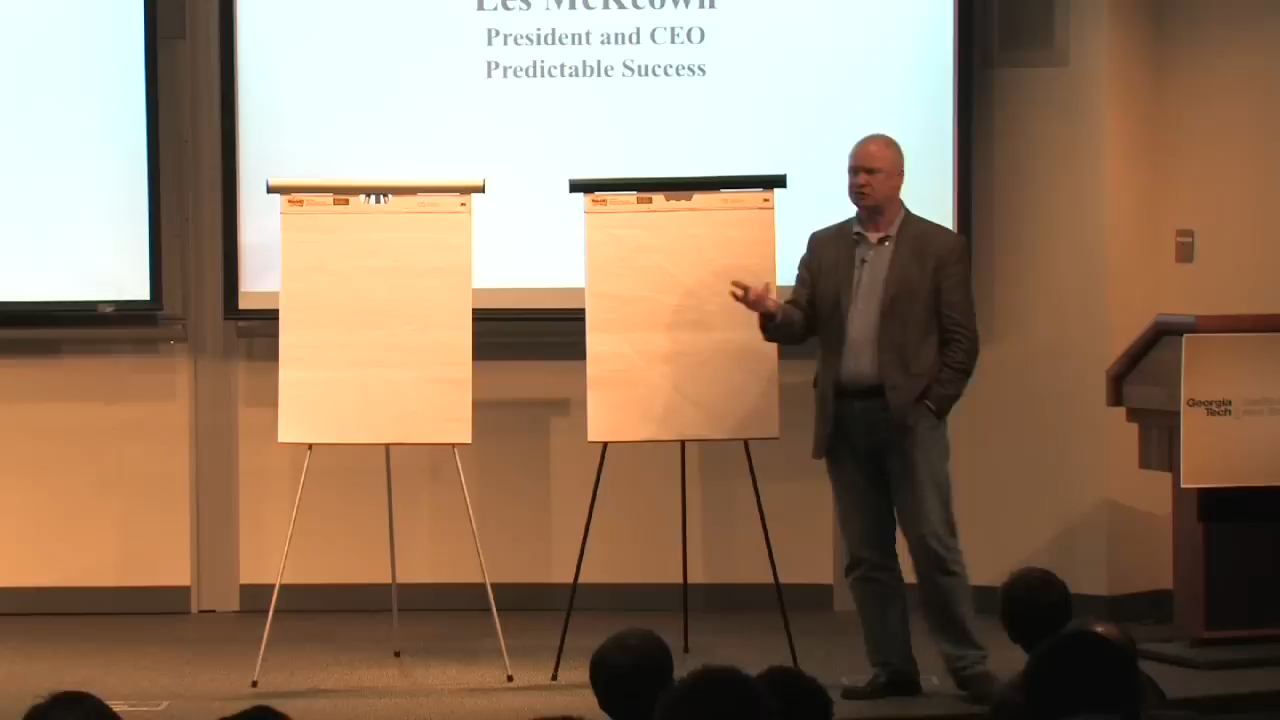 Les McKeown
President and CEO
Predictable Success
Georgia
Tech